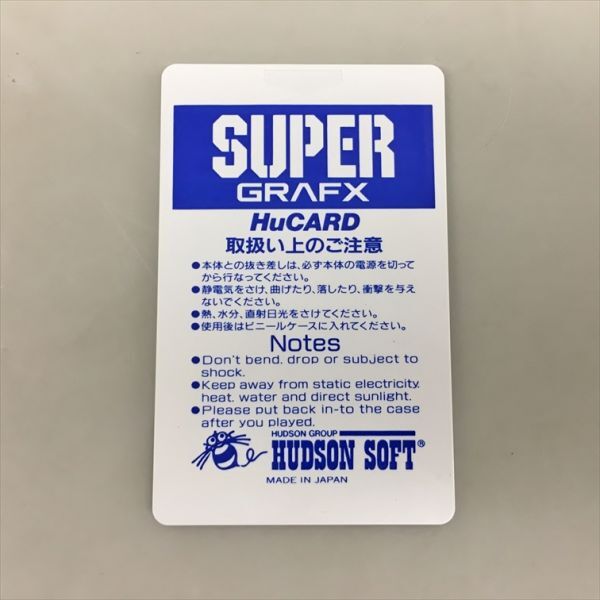 SUPER
GRAFX
HuCARD
取扱い上のご注意
●本体との抜き差しは、必ず本体の電源を切って
から行なってください。
●静電気をさけ、曲げたり、落したり、衝撃を与え
ないでください。
●熱、水分、直射日光をさけてください。
●使用後はビニールケースに入れてください。
Notes
●Don't bend, drop or subject to
shock.
●Keep away from static electricity,
heat, water and direct sunlight.
●Please put back in-to the case
after you played.
HUDSON GROUP
HUDSON SOFT®
MADE IN JAPAN